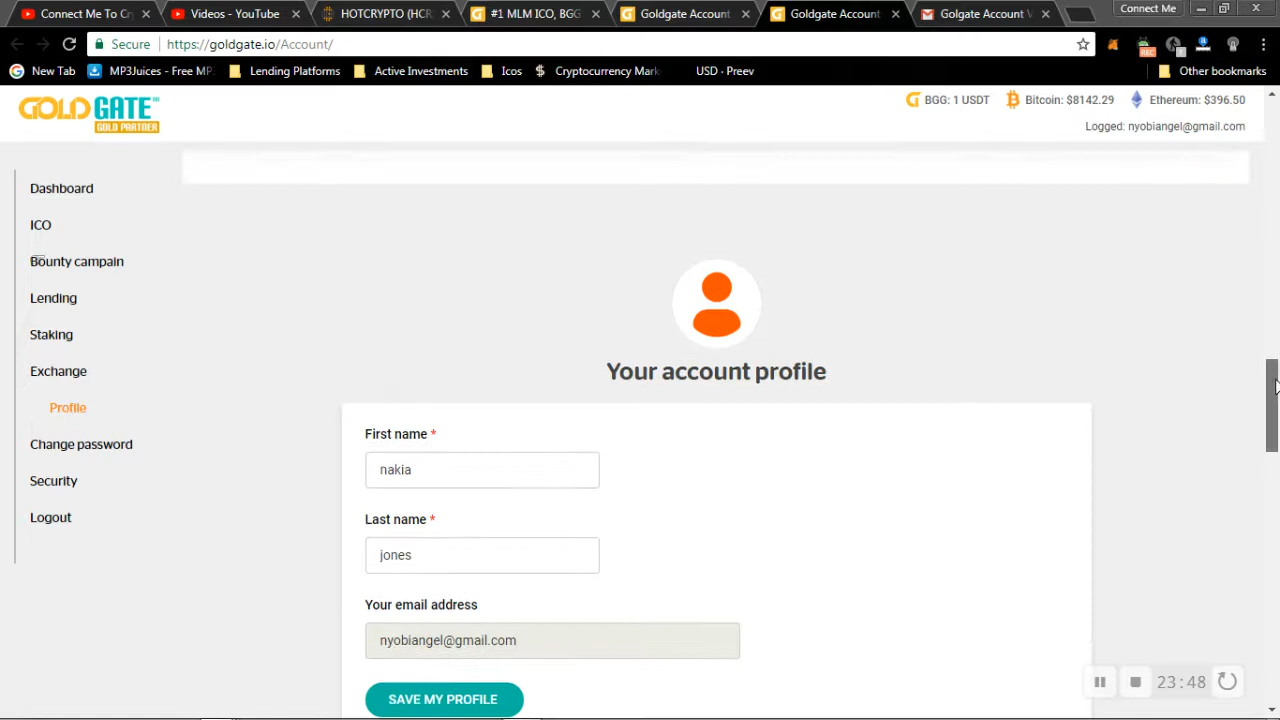 Connect Me To Cr
Videos - YouTube
HOTCRYPTO (HCR
#1 MLM ICO, BGG
Goldgate Account
Goldgate Account
Golgate Account V
Connect Me
Secure
https://goldgate.io/Account/
New Tab
MP3Juices - Free MP
Lending Platforms
Active Investments
Icos
Cryptocurrency Mark
USD · Preev
Other bookmarks
GOLD GATE
GOLD PARTNER
BGG: 1 USDT
Bitcoin: $8142.29
Ethereum: $396.50
Logged: nyobiangel@gmail.com
Dashboard
ICO
Bounty campain
Lending
Staking
Exchange
Profile
Change password
Security
Logout
Your account profile
First name *
nakia
Last name *
jones
Your email address
nyobiangel@gmail.com
SAVE MY PROFILE
23:48